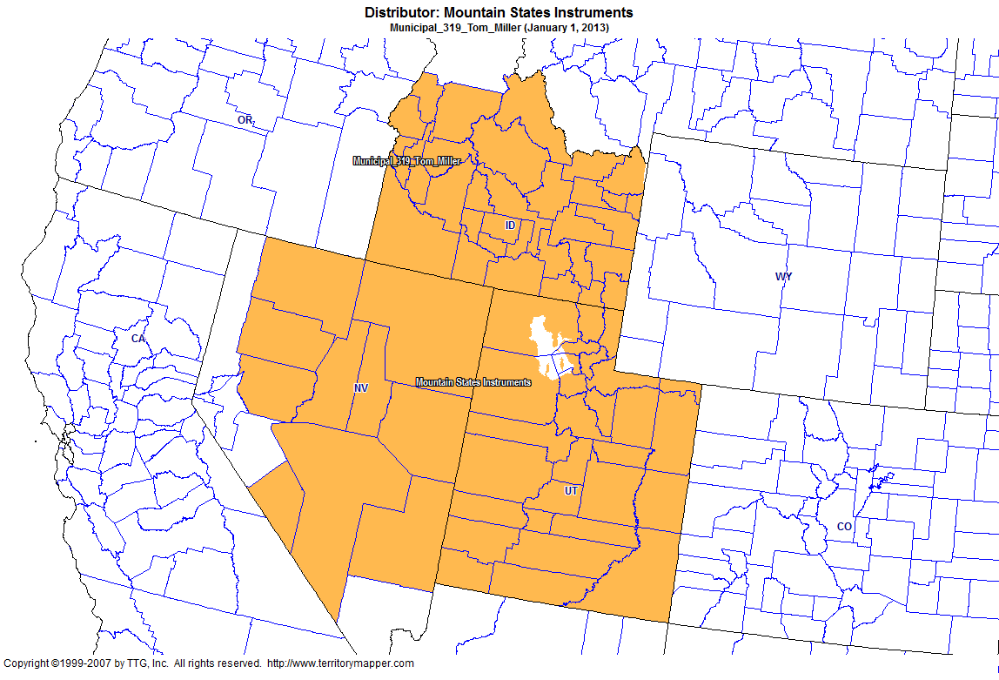 Distributor: Mountain States Instruments
Municipal_319_Tom_Miller (January 1, 2013)
OR
Municipal_319_Tom_Miller
ID
WY
CA
NV
Mountain States Instruments
UT
CO
Copyright ©1999-2007 by TTG, Inc. All rights reserved. http://www.territorymapper.com